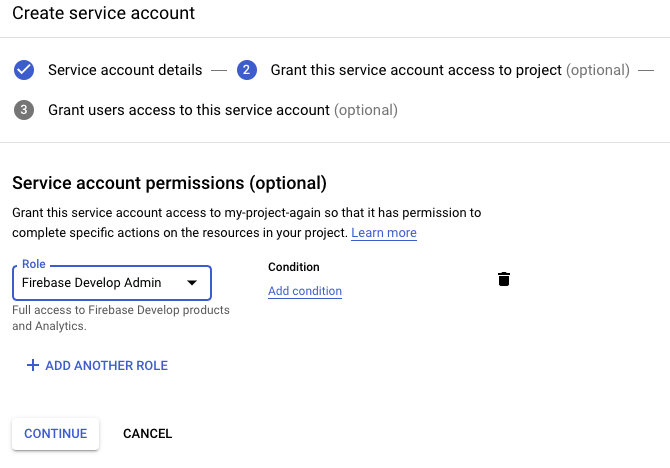 Create service account
Service account details
2 Grant this service account access to project (optional)
3 Grant users access to this service account (optional)
Service account permissions (optional)
Grant this service account access to my-project-again so that it has permission to
complete specific actions on the resources in your project. Learn more
Role
Firebase Develop Admin
Condition
Add condition
Full access to Firebase Develop products
and Analytics.
+ ADD ANOTHER ROLE
CONTINUE CANCEL